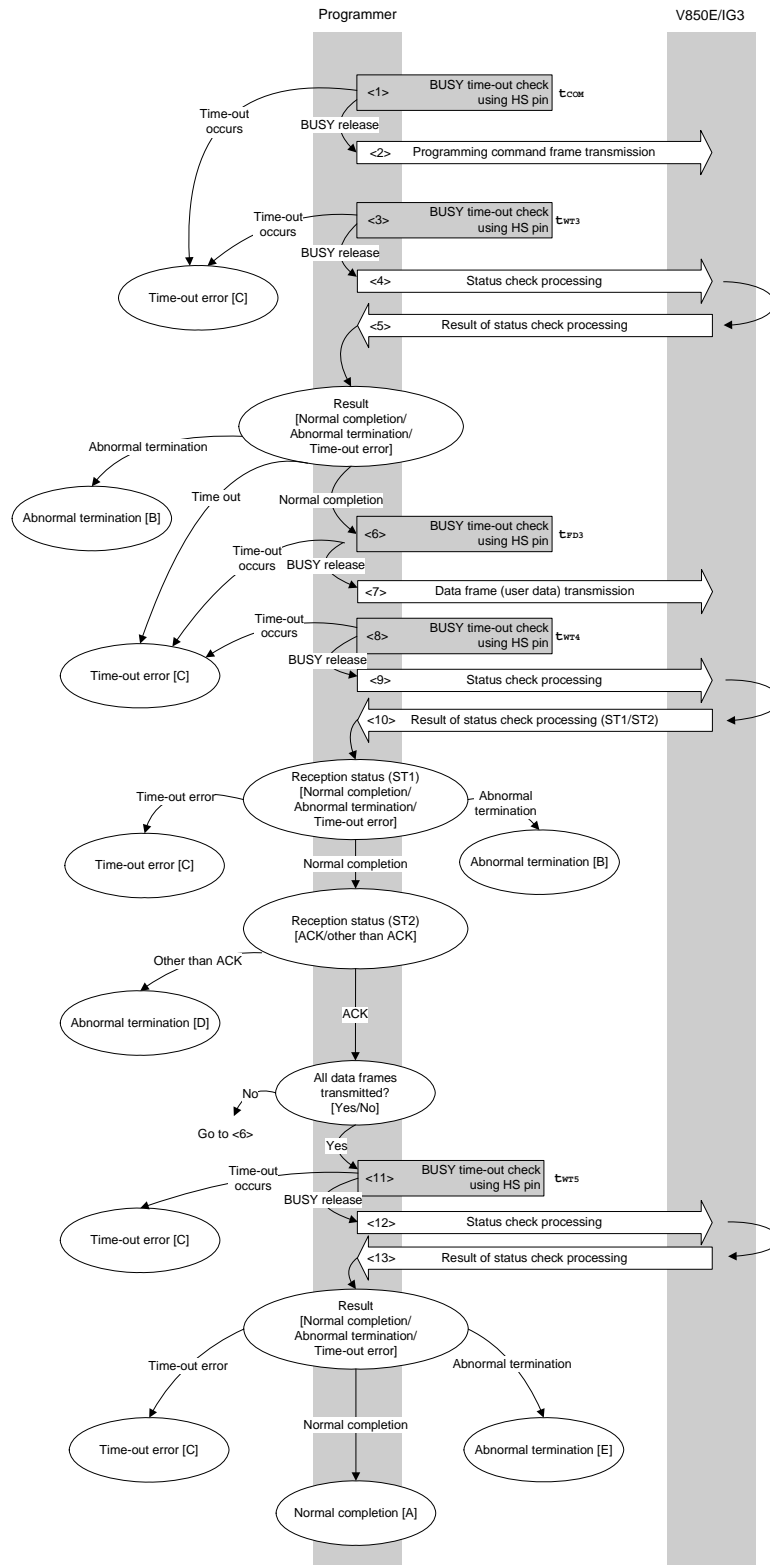 Programmer
V850E/IG3
<1>
BUSY time-out check
using HS pin
tCOM
Time-out
occurs
BUSY release
<2>
Programming command frame transmission
<3>
BUSY time-out check
using HS pin
tWT3
Time-out
occurs
BUSY release
<4>
Status check processing
Time-out error [C]
<5>
Result of status check processing
Result
[Normal completion/
Abnormal termination/
Time-out error]
Abnormal termination
Abnormal termination [B]
Time out
Normal completion
<6>
BUSY time-out check
using HS pin
tFD3
Time-out
occurs
BUSY release
<7>
Data frame (user data) transmission
Time-out
occurs
<8>
BUSY time-out check
using HS pin
tWT4
BUSY release
Time-out error [C]
<9>
Status check processing
<10>
Result of status check processing (ST1/ST2)
Reception status (ST1)
[Normal completion/
Abnormal termination/
Time-out error]
Time-out error
Abnormal
termination
Time-out error [C]
Abnormal termination [B]
Normal completion
Reception status (ST2)
[ACK/other than ACK]
Other than ACK
Abnormal termination [D]
ACK
All data frames
transmitted?
[Yes/No]
No
Go to <6>
Yes
<11>
BUSY time-out check
using HS pin
tWT5
Time-out
occurs
BUSY release
<12>
Status check processing
Time-out error [C]
<13>
Result of status check processing
Result
[Normal completion/
Abnormal termination/
Time-out error]
Time-out error
Abnormal termination
Time-out error [C]
Normal completion
Abnormal termination [E]
Normal completion [A]